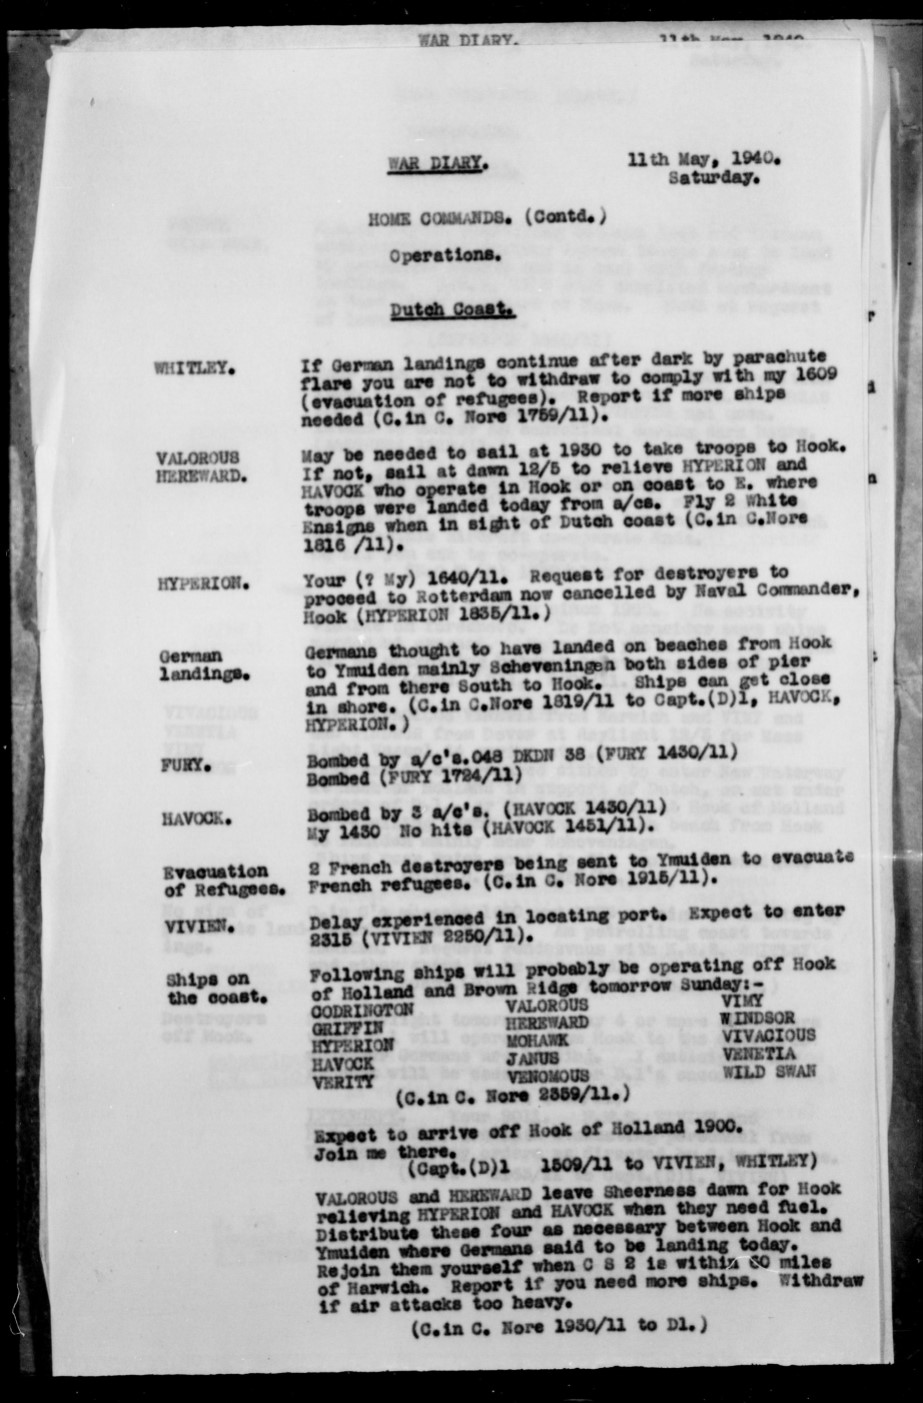 WAR DIARY.
11th May, 1940.
WAR DIARY. 11th May, 1940.
Saturday.
HOME COMMANDS. (Contd.)
Operations.
Dutch Coast.
WHITLEY. If German landings continue after dark by parachute
flare you are not to withdraw to comply with my 1609
(evacuation of refugees). Report if more ships
needed (C.in C. Nore 1759/11).
VALOROUS May be needed to sail at 1930 to take troops to Hook.
HEREWARD. If not, sail at dawn 12/5 to relieve HYPERION and
HAVOCK who operate in Hook or on coast to E. where
troops were landed today from a/cs. Fly 2 White
Ensigns when in sight of Dutch coast (C.in C.Nore
1816 /11).
HYPERION. Your (? My) 1640/11. Request for destroyers to
proceed to Rotterdam now cancelled by Naval Commander,
Hook (HYPERION 1835/11.)
German Germans thought to have landed on beaches from Hook
landings. to Ymuiden mainly Scheveningen both sides of pier
and from there South to Hook. Ships can get close
in shore. (C.in C.Nore 1819/11 to Capt.(D)1, HAVOCK,
HYPERION.)
FURY. Bombed by a/c's.048 DKDN 38 (FURY 1430/11)
Bombed (FURY 1724/11)
HAVOCK. Bombed by 3 a/c's. (HAVOCK 1430/11)
My 1430 No hits (HAVOCK 1451/11).
Evacuation 2 French destroyers being sent to Ymuiden to evacuate
of Refugees. French refugees. (C.in C. Nore 1915/11).
VIVIEN. Delay experienced in locating port. Expect to enter
2315 (VIVIEN 2250/11).
Ships on Following ships will probably be operating off Hook
the coast. of Holland and Brown Ridge tomorrow Sunday:-
CODRINGTON VALOROUS VIMY
GRIFFIN HEREWARD WINDSOR
HYPERION MOHAWK VIVACIOUS
HAVOCK JANUS VENETIA
VERITY VENOMOUS WILD SWAN
(C.in C. Nore 2359/11.)
Expect to arrive off Hook of Holland 1900.
Join me there.
(Capt.(D)1 1509/11 to VIVIEN, WHITLEY)
VALOROUS and HEREWARD leave Sheerness dawn for Hook
relieving HYPERION and HAVOCK when they need fuel.
Distribute these four as necessary between Hook and
Ymuiden where Germans said to be landing today.
Rejoin them yourself when C S 2 is within 60 miles
of Harwich. Report if you need more ships. Withdraw
if air attacks too heavy.
(C.in C. Nore 1930/11 to D1.)